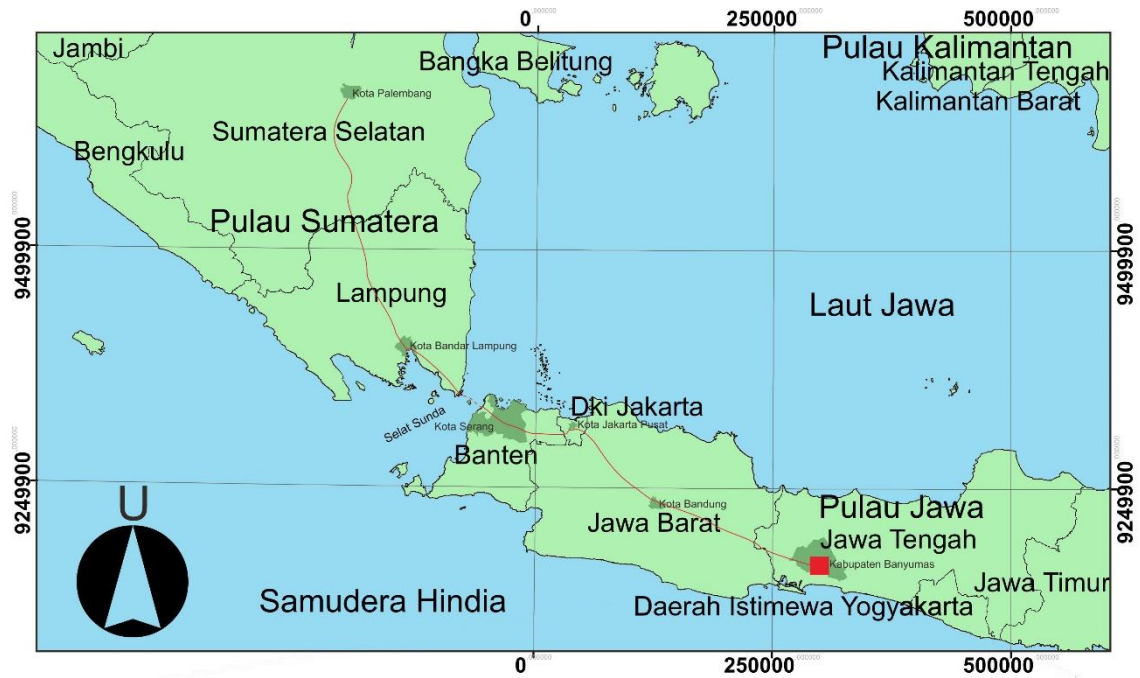 0
250000
500000
Jambi
Bangka Belitung
Pulau Kalimantan
Kalimantan Tengah
Kalimantan Barat
Kota Palembang
Sumatera Selatan
Bengkulu
Pulau Sumatera
9499900
9499900
Lampung
Laut Jawa
Kota Bandar Lampung
Selat Sunda
Dki Jakarta
Kota Serang
Kota Jakarta Pusat
Banten
9249900
9249900
U
Kota Bandung
Jawa Barat
Pulau Jawa
Jawa Tengah
Kabupaten Banyumas
Jawa Timur
Samudera Hindia
Daerah Istimewa Yogyakarta
0
250000
500000